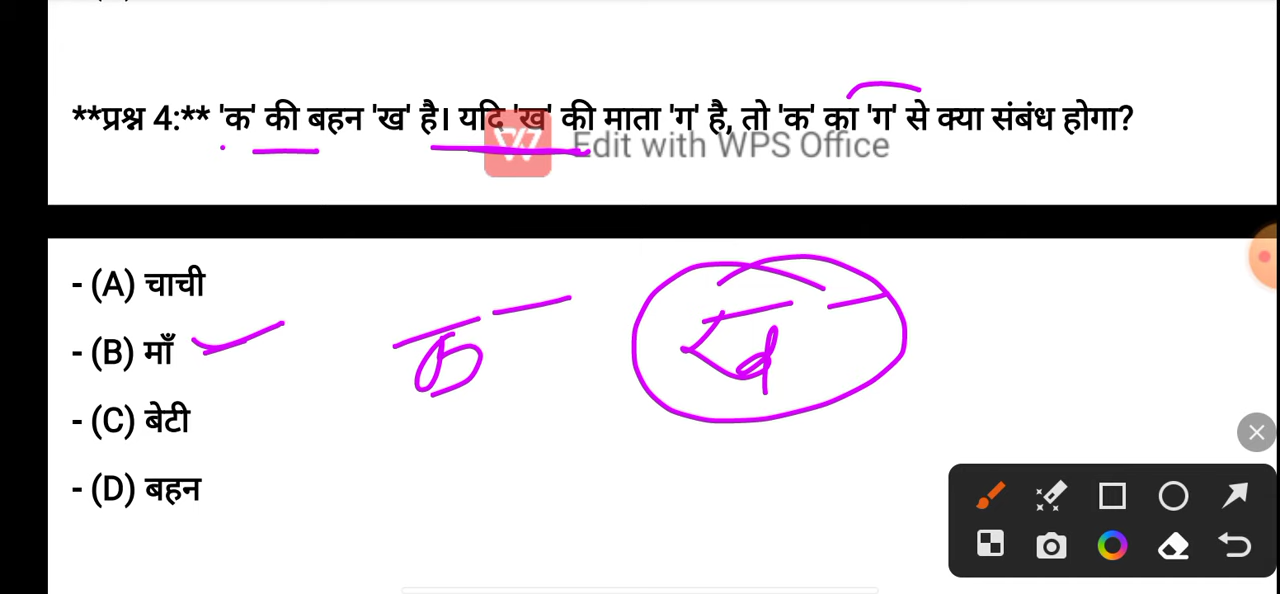 **प्रश्न 4:** 'क' की बहन 'ख' है। यदि 'ख' की माता 'ग' है, तो 'क' का 'ग' से क्या संबंध होगा?
Edit with WPS Office
- (A) चाची
- (B) माँ
- (C) बेटी
- (D) बहन
क ख